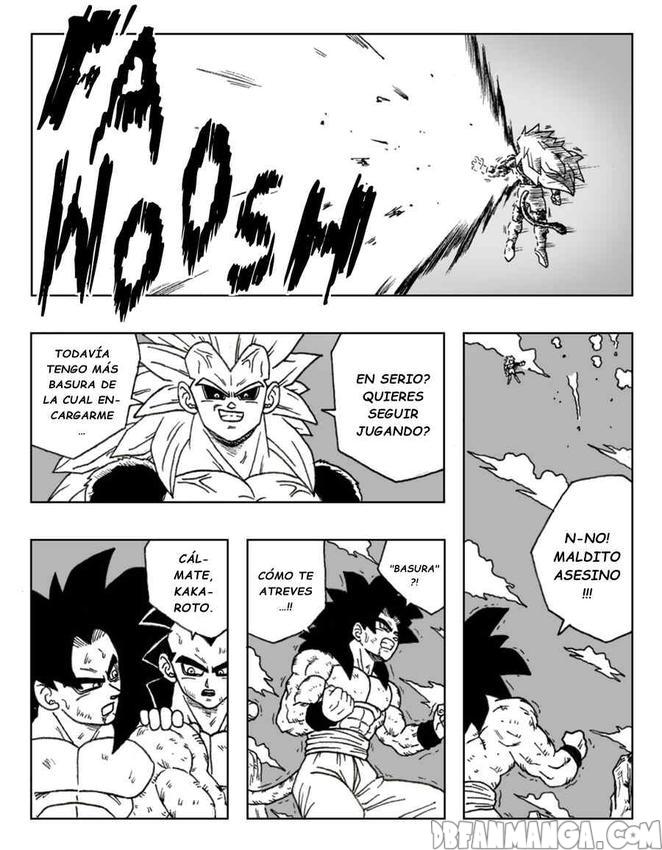 FA
WOOSH
N-NO!
MALDITO
ASESINO
!!!
EN SERIO?
QUIERES
SEGUIR
JUGANDO?
TODAVÍA
TENGO MÁS
BASURA DE
LA CUAL EN-
CARGARME
...
"BASURA"
?!
CÓMO TE
ATREVES
...!!
CÁL-
MATE,
KAKA-
ROTO.
DBFANMANGA.COM